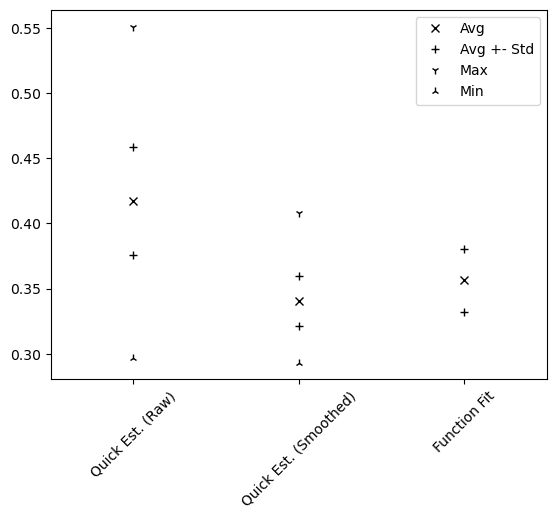 0.55
0.50
0.45
0.40
0.35
0.30
Avg
Avg +- Std
Max
Min
Quick Est. (Raw)
Quick Est. (Smoothed)
Function Fit